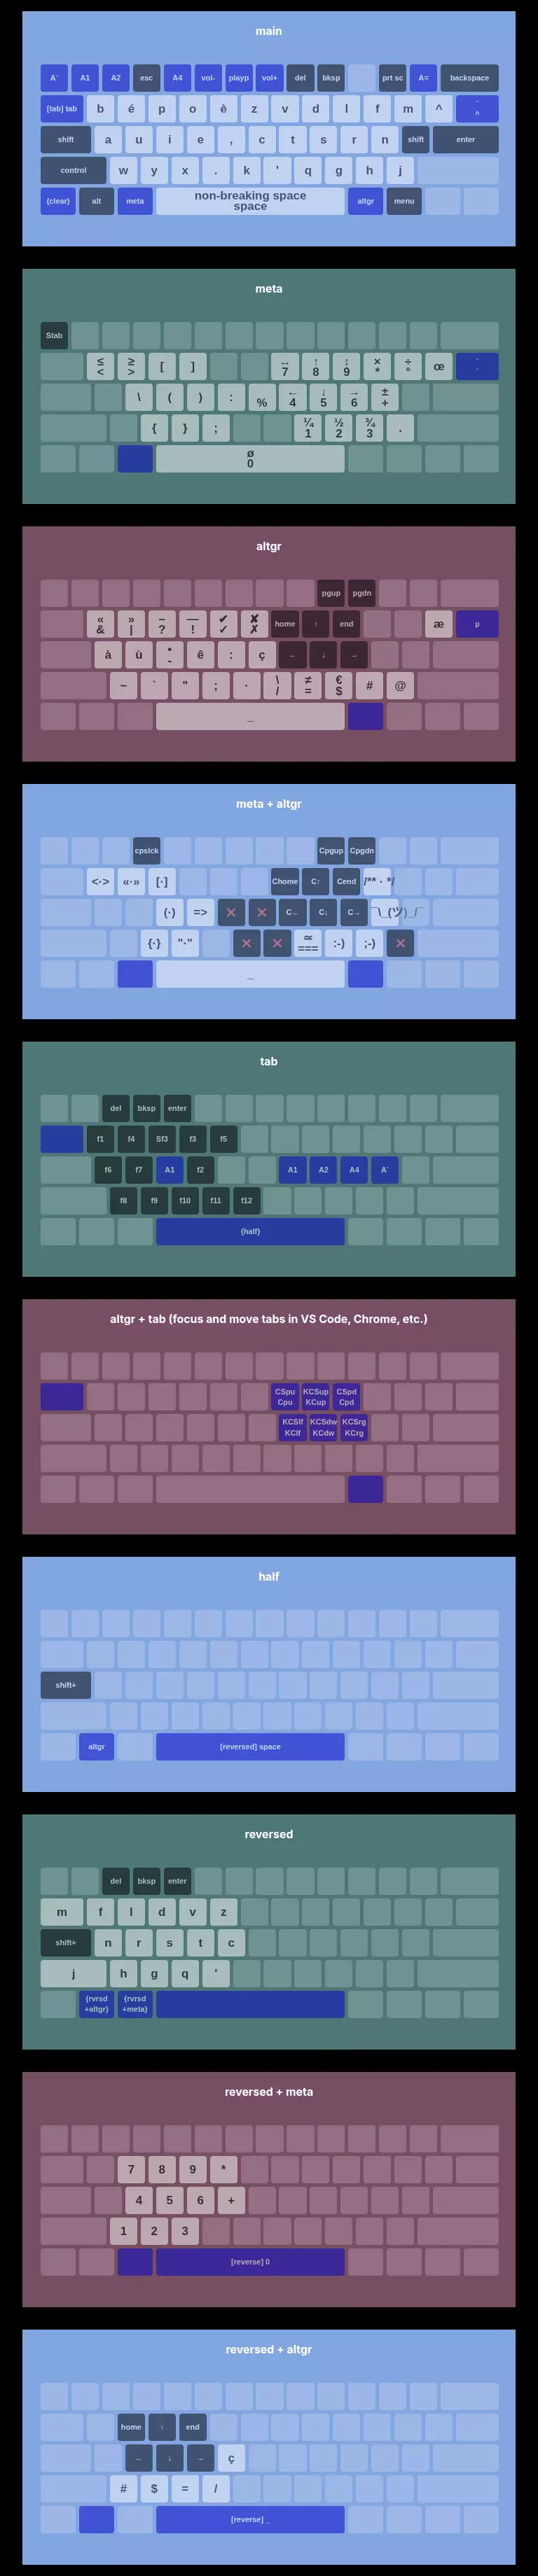 main
A` A1 A2 esc A4 vol- playp vol+ del bksp prt sc A= backspace
[tab] tab b é p o è z v d l f m ^ ¨
^
shift a u i e , c t s r n shift enter
control w y x . k ' q g h j
(clear) alt meta non-breaking space altgr menu
space
meta
Stab
≤ ≥ [ ] ↔ ↑ ↕ × ÷ œ `
< > 7 8 9 * °
\ ( ) : % ← ↓ → ±
4 5 6 +
{ } ; ¼ ½ ¾ .
1 2 3
ø
0
altgr
pgup pgdn
« » – — ✔ ✘ home ↑ end æ µ
& | ? ! ✓ ✗
à ù • ê : ç ← ↓ →
-
~ ` " ; · \ ≠ € # @
/ = $
_
meta + altgr
cpslck Cpgup Cpgdn
<·> «·» [·] Chome C↑ Cend /** · */
(·) => ✕ ✕ C← C↓ C→ ¯\_(ツ)_/¯
{·} "·" ✕ ✕ ≃ :-) ;-) ✕
===
_
tab
del bksp enter
f1 f4 Sf3 f3 f5
f6 f7 A1 f2 A1 A2 A4 A`
f8 f9 f10 f11 f12
{half}
altgr + tab (focus and move tabs in VS Code, Chrome, etc.)
CSpu KCSup CSpd
Cpu KCup Cpd
KCSlf KCSdw KCSrg
KClf KCdw KCrg
half
shift+
altgr [reversed] space
reversed
del bksp enter
m f l d v z
shift+ n r s t c
j h g q '
{rvrsd {rvrsd
+altgr} +meta}
reversed + meta
7 8 9 *
4 5 6 +
1 2 3
[reverse] 0
reversed + altgr
home ↑ end
← ↓ → ç
# $ = /
[reverse] _